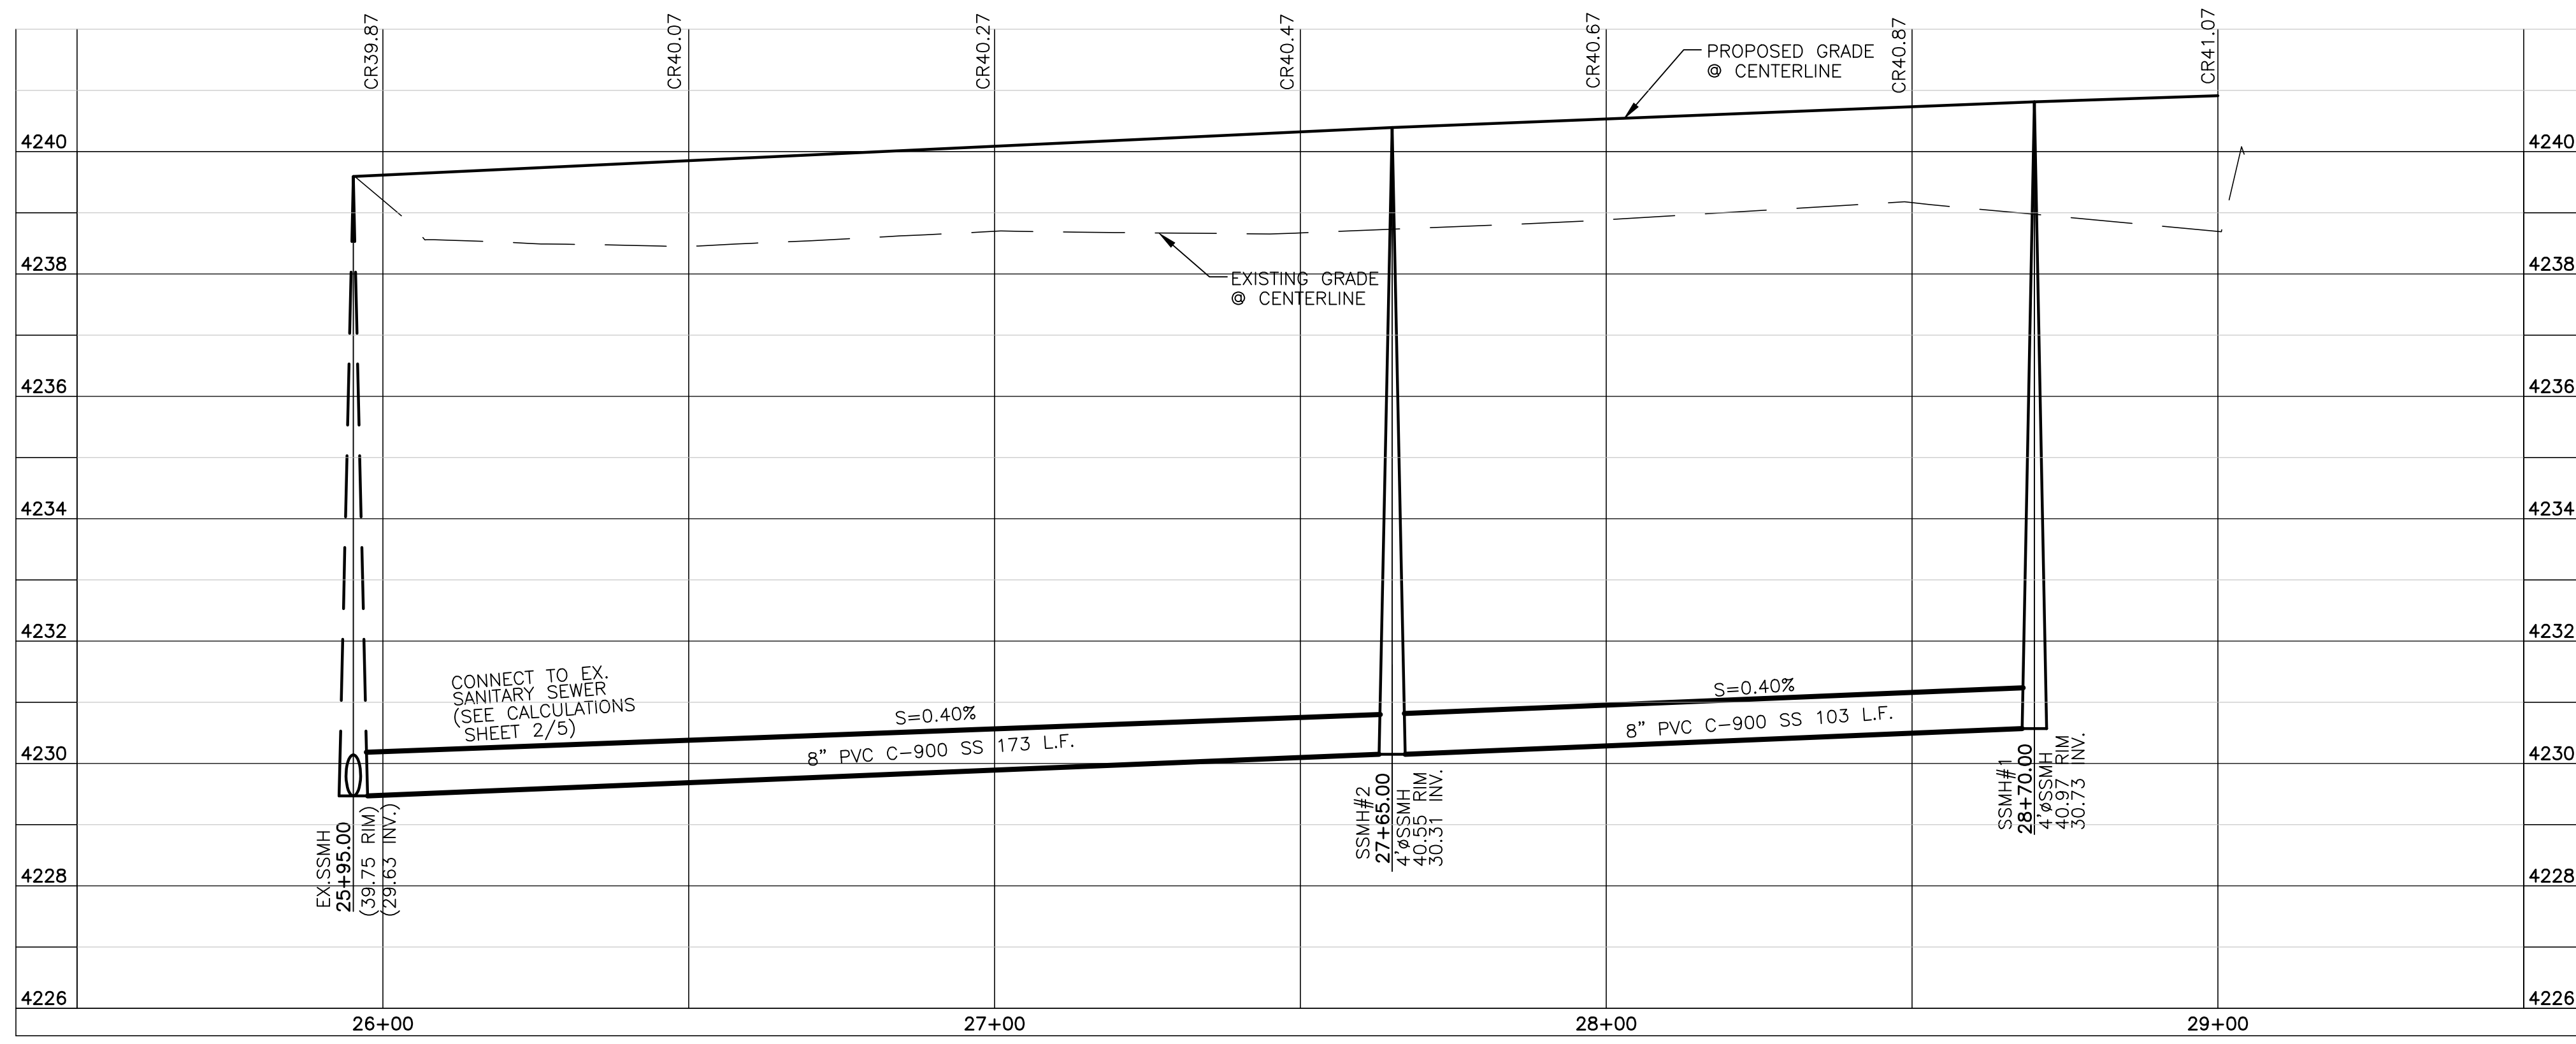 CR39.87
CR40.07
CR40.27
CR40.47
CR40.67
CR40.87
CR41.07
PROPOSED GRADE
@ CENTERLINE
4240
4240
EXISTING GRADE
@ CENTERLINE
4238
4238
4236
4236
4234
4234
4232
4232
CONNECT TO EX.
SANITARY SEWER
(SEE CALCULATIONS
SHEET 2/5)
S=0.40%
8" PVC C-900 SS 173 L.F.
S=0.40%
8" PVC C-900 SS 103 L.F.
4230
4230
EX.SSMH
25+95.00
(39.75 RIM)
(29.63 INV.)
SSMH#2
27+65.00
4'øSSMH
40.55 RIM
30.31 INV.
SSMH#1
28+70.00
4'øSSMH
40.97 RIM
30.73 INV.
4228
4228
4226
4226
26+00
27+00
28+00
29+00